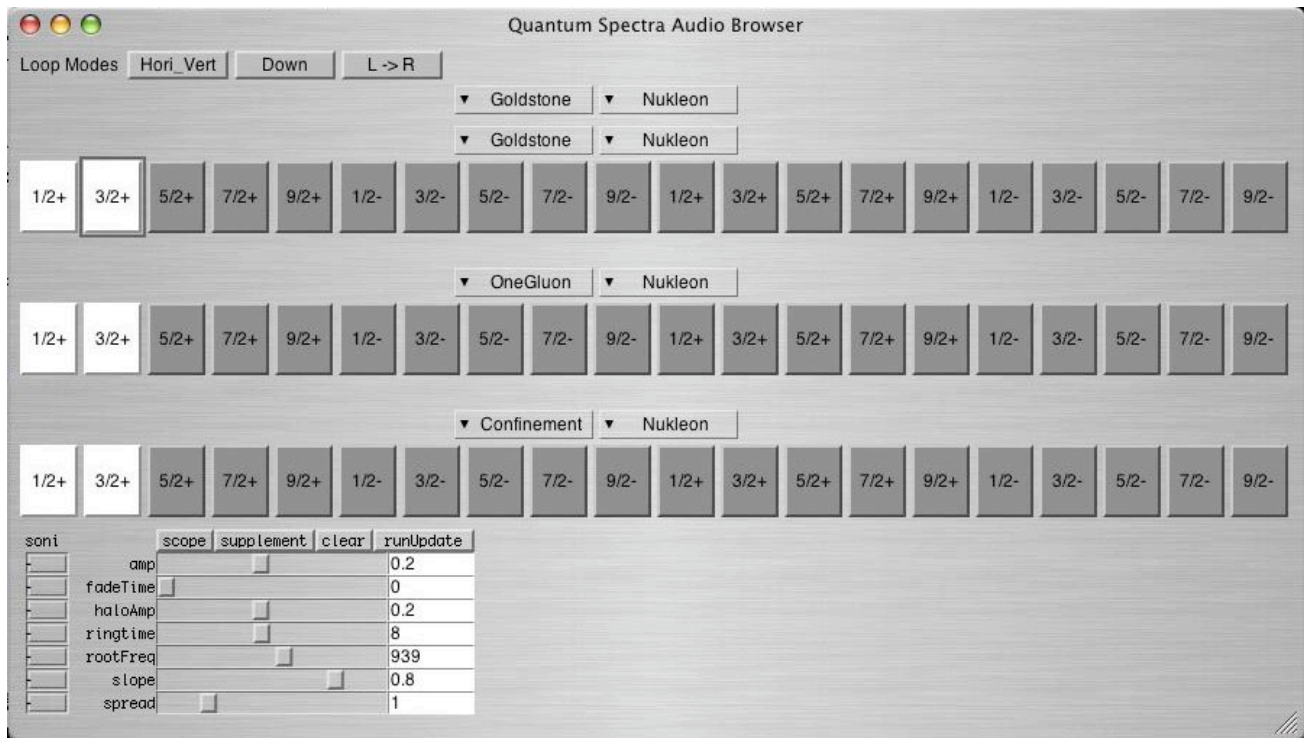 Quantum Spectra Audio Browser
Loop Modes Hori_Vert Down L -> R
Goldstone Nukleon
Goldstone Nukleon
1/2+ 3/2+ 5/2+ 7/2+ 9/2+ 1/2- 3/2- 5/2- 7/2- 9/2- 1/2+ 3/2+ 5/2+ 7/2+ 9/2+ 1/2- 3/2- 5/2- 7/2- 9/2-
OneGluon Nukleon
1/2+ 3/2+ 5/2+ 7/2+ 9/2+ 1/2- 3/2- 5/2- 7/2- 9/2- 1/2+ 3/2+ 5/2+ 7/2+ 9/2+ 1/2- 3/2- 5/2- 7/2- 9/2-
Confinement Nukleon
1/2+ 3/2+ 5/2+ 7/2+ 9/2+ 1/2- 3/2- 5/2- 7/2- 9/2- 1/2+ 3/2+ 5/2+ 7/2+ 9/2+ 1/2- 3/2- 5/2- 7/2- 9/2-
soni scope supplement clear runUpdate
amp 0.2
fadeTime 0
haloAmp 0.2
ringtime 8
rootFreq 939
slope 0.8
spread 1